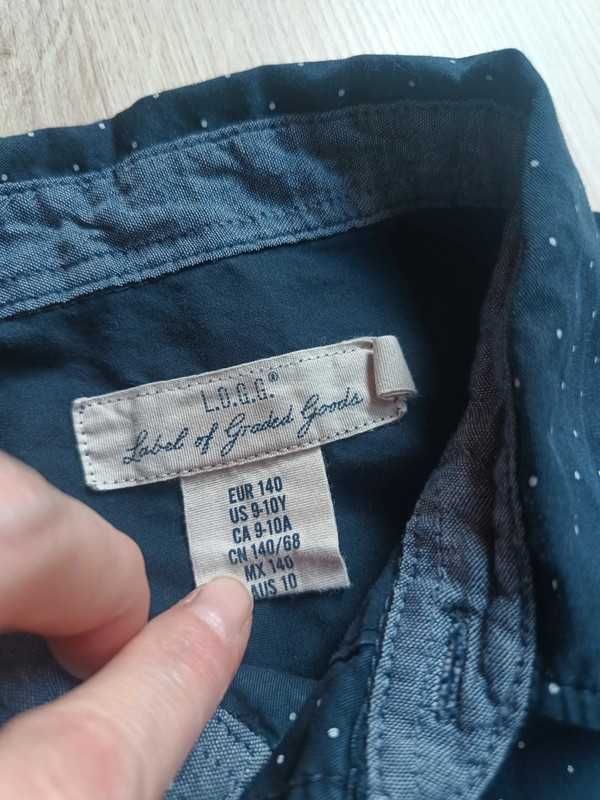 L.O.G.G.®
Label of Graded Goods
EUR 140
US 9-10Y
CA 9-10A
CN 140/68
MX 140
AUS 10